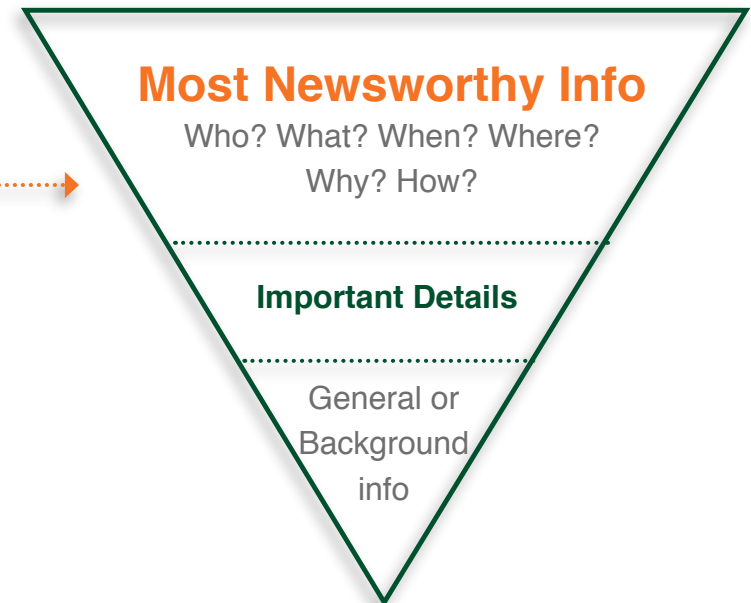 Most Newsworthy Info
Who? What? When? Where?
Why? How?
Important Details
General or
Background
info